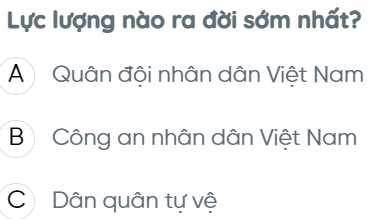 Lực lượng nào ra đời sớm nhất?
A Quân đội nhân dân Việt Nam
B Công an nhân dân Việt Nam
C Dân quân tự vệ